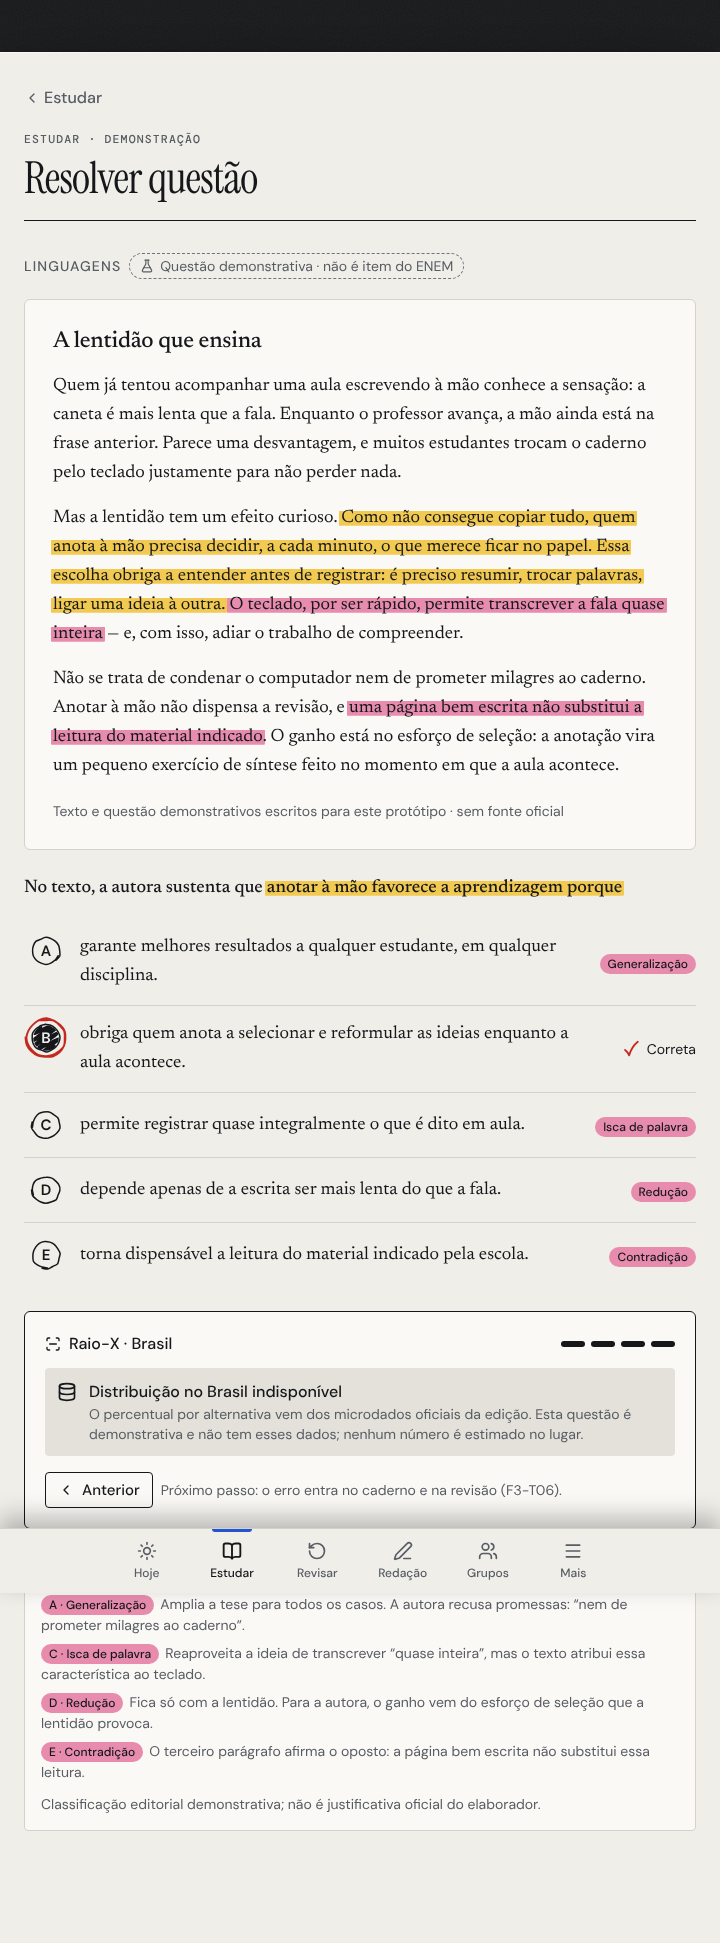 Estudar
ESTUDAR · DEMONSTRAÇÃO
Resolver questão
LINGUAGENS
Questão demonstrativa · não é item do ENEM
A lentidão que ensina
Quem já tentou acompanhar uma aula escrevendo à mão conhece a sensação: a
caneta é mais lenta que a fala. Enquanto o professor avança, a mão ainda está na
frase anterior. Parece uma desvantagem, e muitos estudantes trocam o caderno
pelo teclado justamente para não perder nada.
Mas a lentidão tem um efeito curioso. Como não consegue copiar tudo, quem
anota à mão precisa decidir, a cada minuto, o que merece ficar no papel. Essa
escolha obriga a entender antes de registrar: é preciso resumir, trocar palavras,
ligar uma ideia à outra. O teclado, por ser rápido, permite transcrever a fala quase
inteira — e, com isso, adiar o trabalho de compreender.
Não se trata de condenar o computador nem de prometer milagres ao caderno.
Anotar à mão não dispensa a revisão, e uma página bem escrita não substitui a
leitura do material indicado. O ganho está no esforço de seleção: a anotação vira
um pequeno exercício de síntese feito no momento em que a aula acontece.
Texto e questão demonstrativos escritos para este protótipo · sem fonte oficial
No texto, a autora sustenta que anotar à mão favorece a aprendizagem porque
A
garante melhores resultados a qualquer estudante, em qualquer
disciplina.
Generalização
B
obriga quem anota a selecionar e reformular as ideias enquanto a
aula acontece.
Correta
C
permite registrar quase integralmente o que é dito em aula.
Isca de palavra
D
depende apenas de a escrita ser mais lenta do que a fala.
Redução
E
torna dispensável a leitura do material indicado pela escola.
Contradição
Raio-X · Brasil
Distribuição no Brasil indisponível
O percentual por alternativa vem dos microdados oficiais da edição. Esta questão é
demonstrativa e não tem esses dados; nenhum número é estimado no lugar.
Anterior
Próximo passo: o erro entra no caderno e na revisão (F3-T06).
Hoje
Estudar
Revisar
Redação
Grupos
Mais
A · Generalização Amplia a tese para todos os casos. A autora recusa promessas: “nem de
prometer milagres ao caderno”.
C · Isca de palavra Reaproveita a ideia de transcrever “quase inteira”, mas o texto atribui essa
característica ao teclado.
D · Redução Fica só com a lentidão. Para a autora, o ganho vem do esforço de seleção que a
lentidão provoca.
E · Contradição O terceiro parágrafo afirma o oposto: a página bem escrita não substitui essa
leitura.
Classificação editorial demonstrativa; não é justificativa oficial do elaborador.